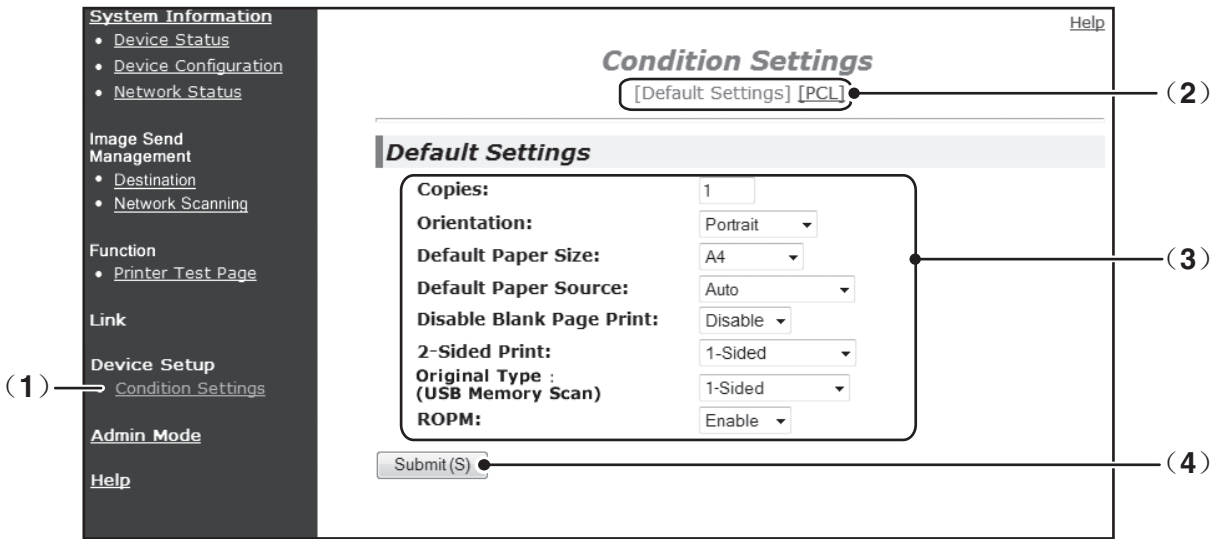 System Information
• Device Status
• Device Configuration
• Network Status
Image Send
Management
• Destination
• Network Scanning
Function
• Printer Test Page
Link
Device Setup
(1)
• Condition Settings
Admin Mode
Help
Help
Condition Settings
[Default Settings] [PCL]
(2)
Default Settings
Copies: 1
Orientation: Portrait
Default Paper Size: A4
(3)
Default Paper Source: Auto
Disable Blank Page Print: Disable
2-Sided Print: 1-Sided
Original Type :
(USB Memory Scan) 1-Sided
ROPM: Enable
Submit(S)
(4)